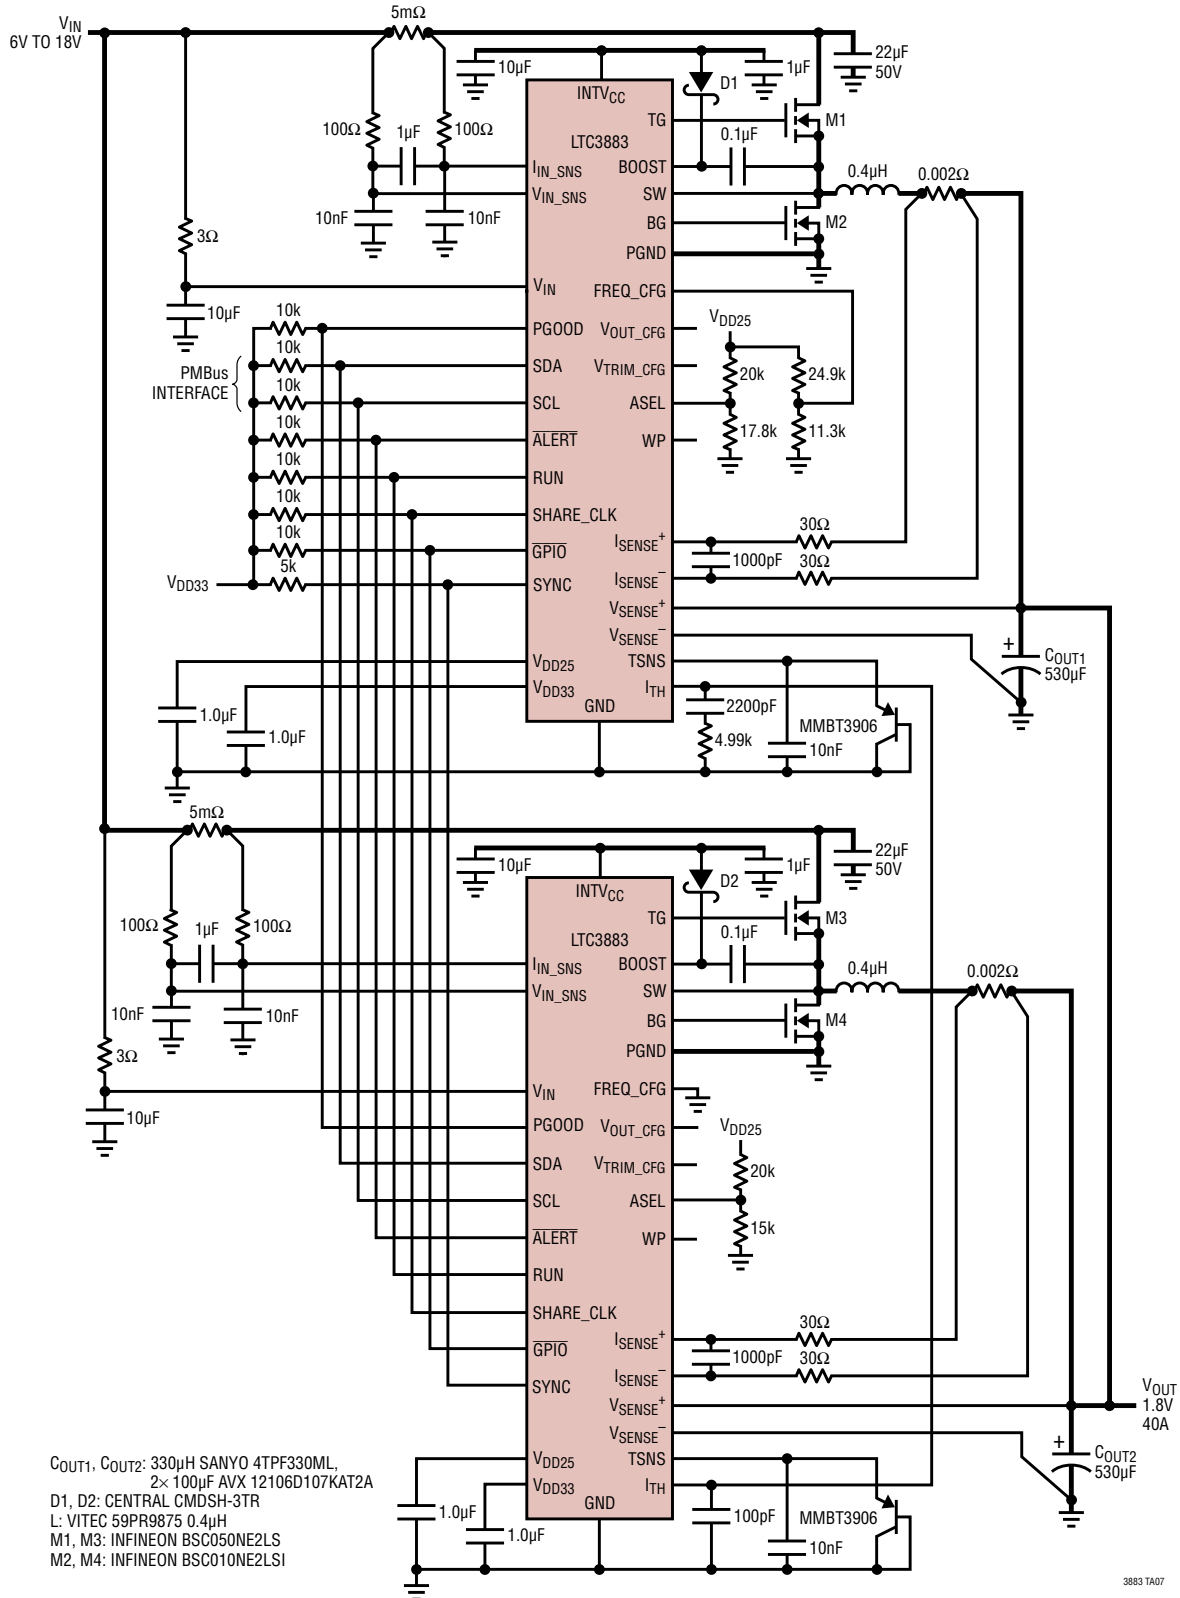 VIN
6V TO 18V
5mΩ
10µF
1µF
22µF
50V
D1
INTVCC
TG
M1
100Ω
1µF
100Ω
LTC3883
0.1µF
IIN_SNS
BOOST
0.4µH
0.002Ω
VIN_SNS
SW
10nF
10nF
BG
M2
3Ω
PGND
VIN
FREQ_CFG
10µF
10k
PGOOD
VOUT_CFG
VDD25
PMBus
INTERFACE
10k
SDA
VTRIM_CFG
20k
24.9k
10k
SCL
ASEL
10k
ALERT
WP
17.8k
11.3k
10k
RUN
10k
SHARE_CLK
30Ω
10k
GPIO
ISENSE+
1000pF
30Ω
VDD33
5k
SYNC
ISENSE–
VSENSE+
VSENSE–
+
COUT1
530µF
VDD25
TSNS
VDD33
ITH
GND
2200pF
MMBT3906
1.0µF
1.0µF
4.99k
10nF
5mΩ
10µF
1µF
22µF
50V
D2
INTVCC
TG
M3
100Ω
1µF
100Ω
LTC3883
0.1µF
IIN_SNS
BOOST
0.4µH
0.002Ω
VIN_SNS
SW
10nF
10nF
BG
M4
3Ω
PGND
VIN
FREQ_CFG
10µF
PGOOD
VOUT_CFG
VDD25
SDA
VTRIM_CFG
20k
SCL
ASEL
15k
ALERT
WP
RUN
SHARE_CLK
30Ω
GPIO
ISENSE+
1000pF
30Ω
SYNC
ISENSE–
VSENSE+
VOUT
1.8V
40A
VSENSE–
+
COUT2
530µF
VDD25
TSNS
VDD33
ITH
GND
1.0µF
1.0µF
100pF
MMBT3906
10nF
COUT1, COUT2: 330µH SANYO 4TPF330ML,
2× 100µF AVX 12106D107KAT2A
D1, D2: CENTRAL CMDSH-3TR
L: VITEC 59PR9875 0.4µH
M1, M3: INFINEON BSC050NE2LS
M2, M4: INFINEON BSC010NE2LSI
3883 TA07